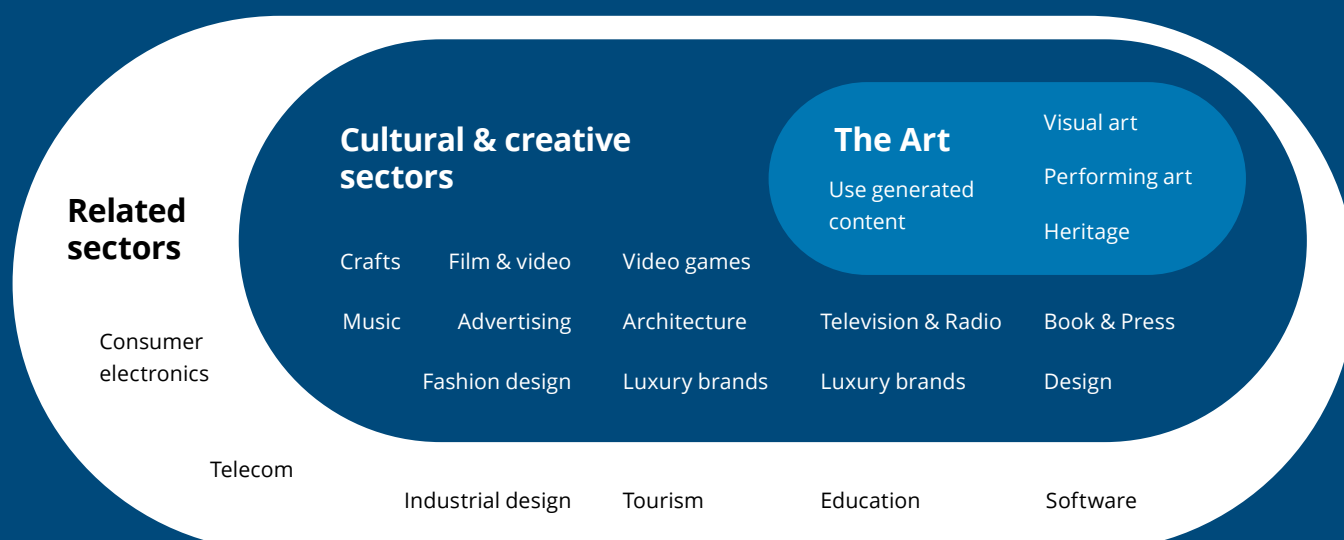 Related
sectors
Consumer
electronics
Telecom
Industrial design
Tourism
Education
Software
Cultural & creative
sectors
Crafts
Film & video
Video games
Music
Advertising
Architecture
Television & Radio
Book & Press
Fashion design
Luxury brands
Luxury brands
Design
The Art
Use generated
content
Visual art
Performing art
Heritage